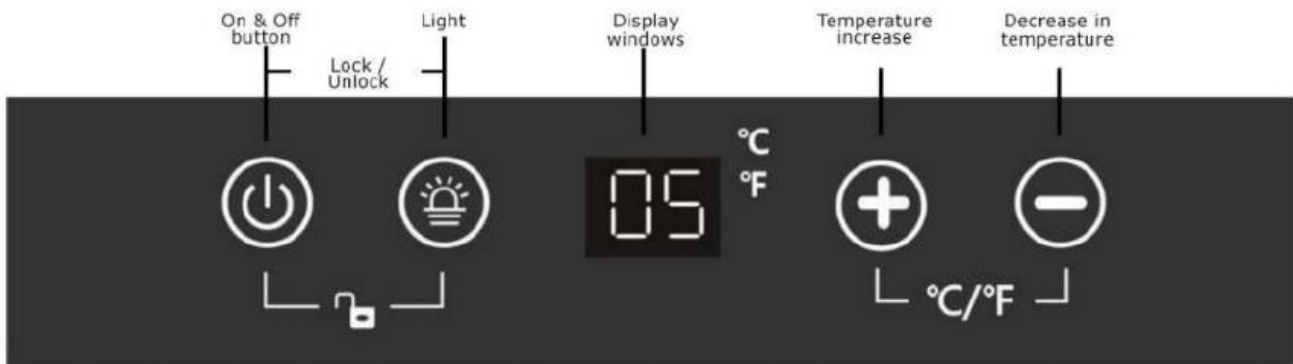 On & Off
button
Light
Display
windows
Temperature
increase
Decrease in
temperature
Lock /
Unlock
°C
°F
05
°C/°F